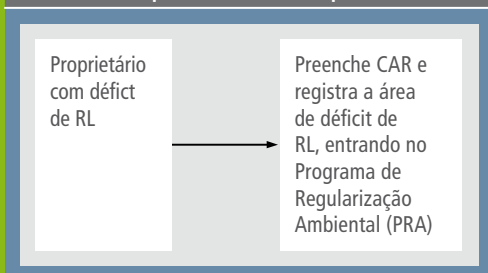 Proprietário
com défict
de RL
Preenche CAR e
registra a área
de déficit de
RL, entrando no
Programa de
Regularização
Ambiental (PRA)